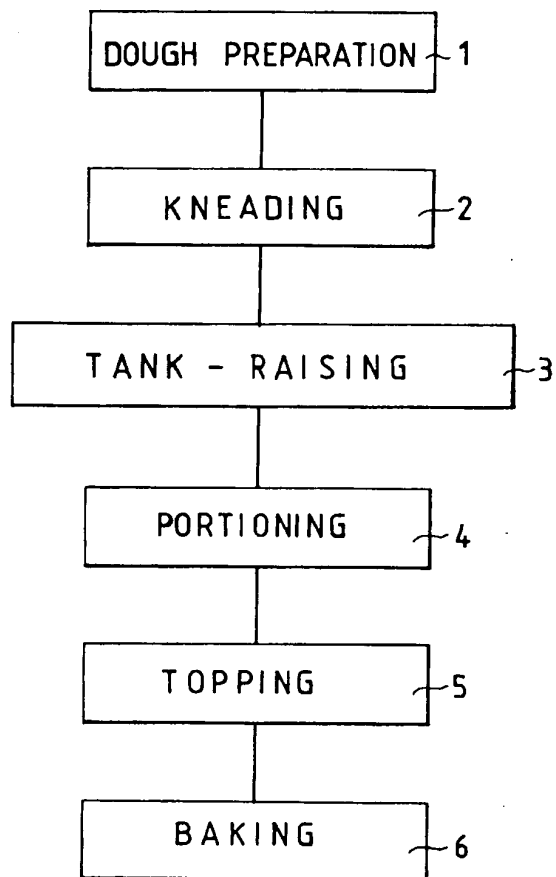 DOUGH PREPARATION 1
KNEADING 2
TANK - RAISING 3
PORTIONING 4
TOPPING 5
BAKING 6